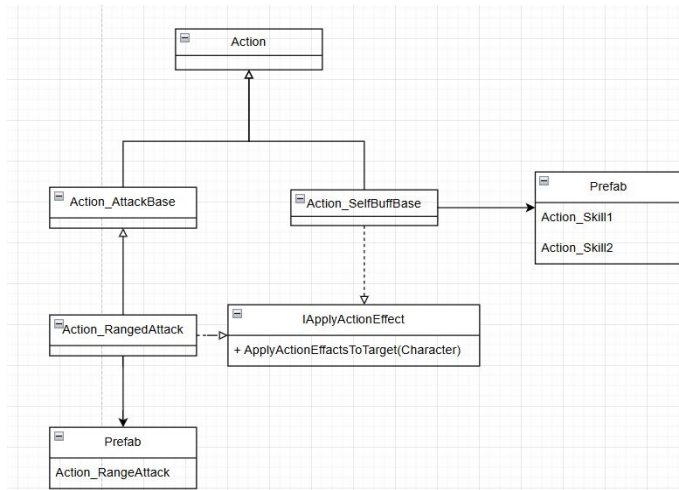 Action
Action_AttackBase
Action_SelfBuffBase
Prefab
Action_Skill1
Action_Skill2
Action_RangedAttack
IApplyActionEffect
+ ApplyActionEffactsToTarget(Character)
Prefab
Action_RangeAttack